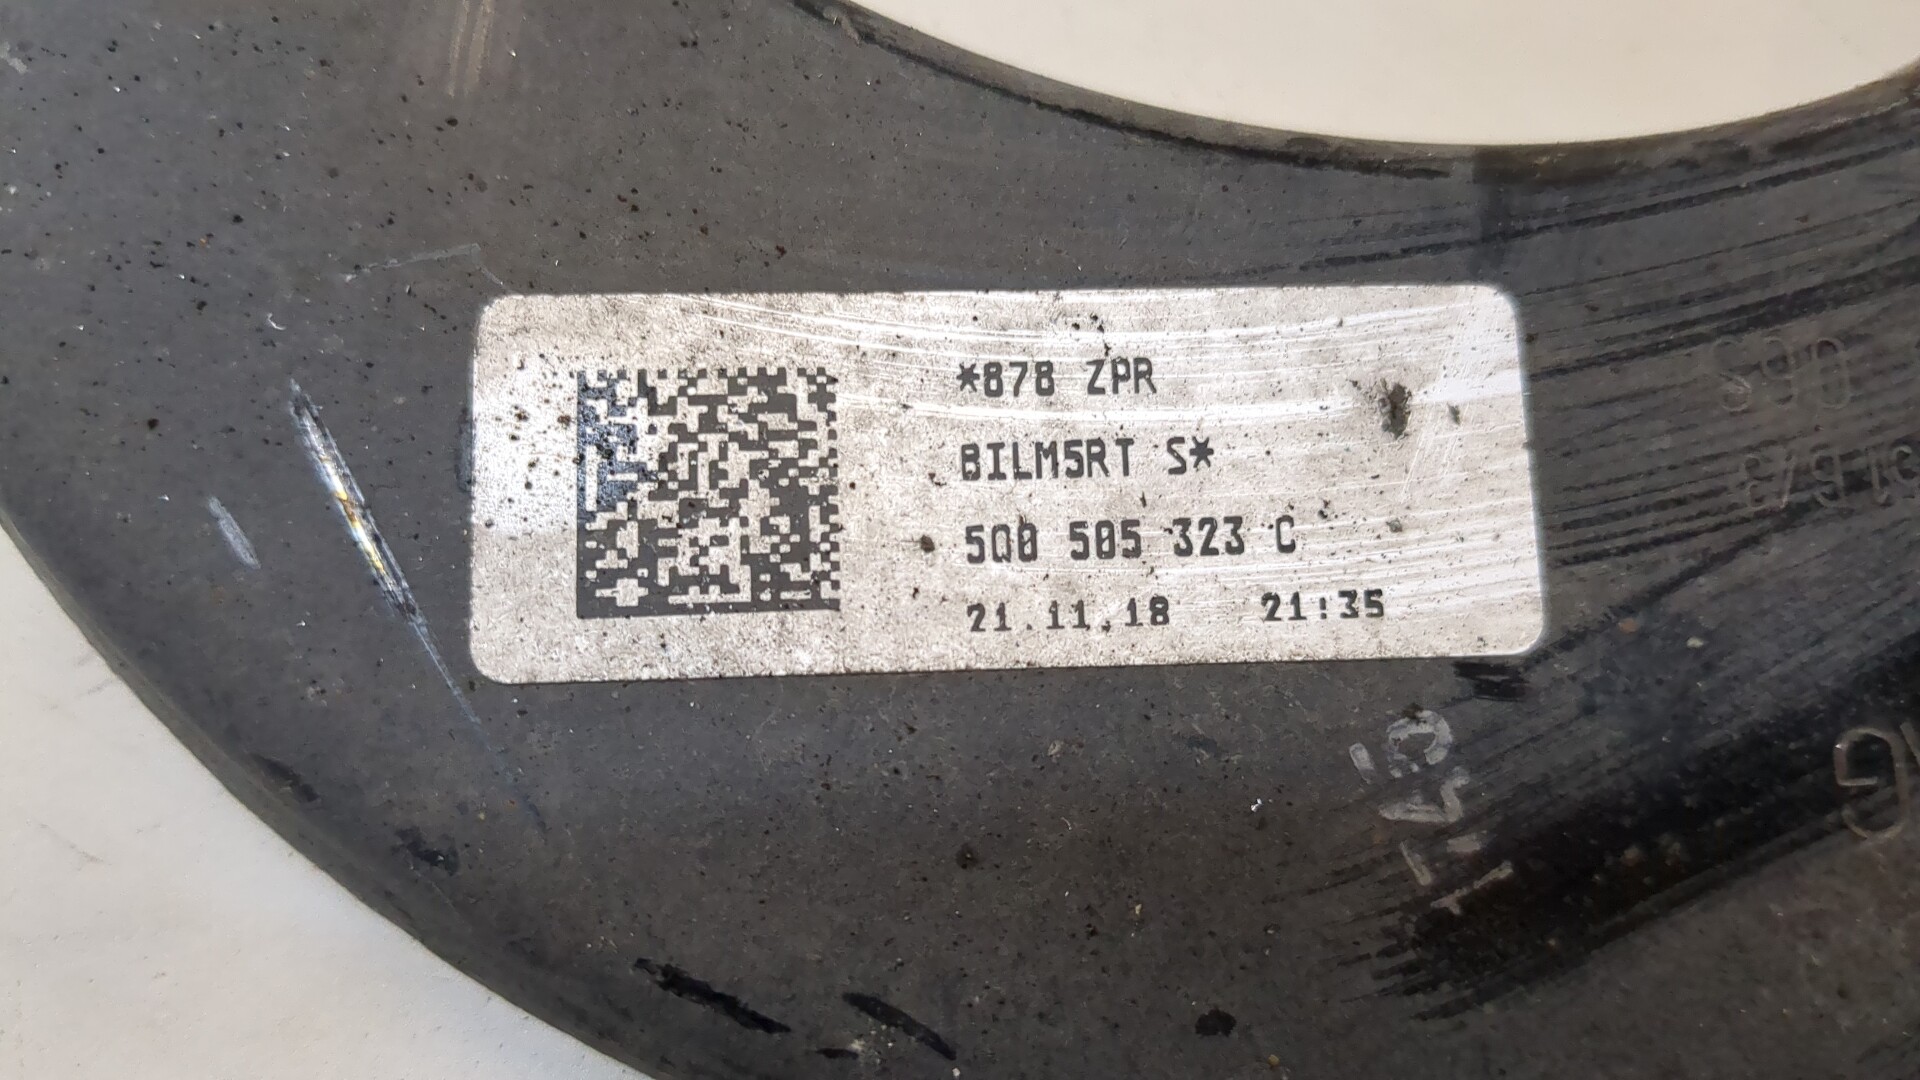 *878 ZPR
BILM5RT S*
5Q0 505 323 C
21.11.18 21:35